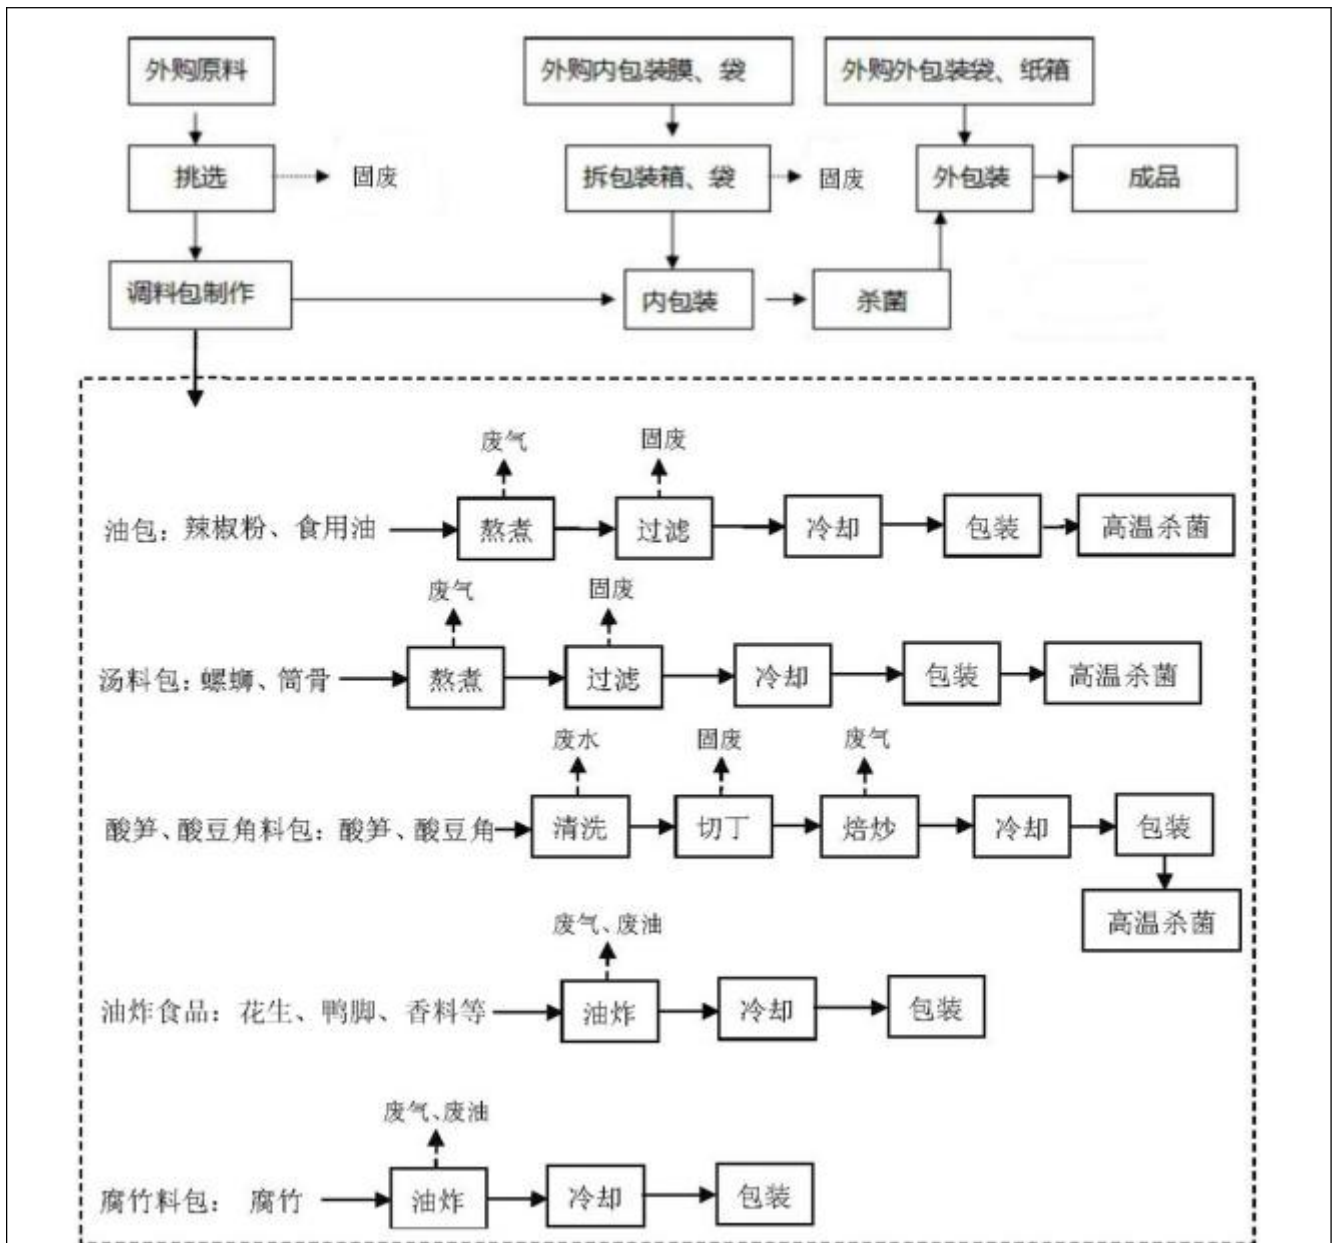 外购原料
外购内包装膜、袋
外购外包装袋、纸箱
挑选
固废
拆包装箱、袋
固废
外包装
成品
调料包制作
内包装
杀菌
废气
固废
油包：辣椒粉、食用油
熬煮
过滤
冷却
包装
高温杀菌
废气
固废
汤料包：螺蛳、筒骨
熬煮
过滤
冷却
包装
高温杀菌
废水
固废
废气
酸笋、酸豆角料包：酸笋、酸豆角
清洗
切丁
焙炒
冷却
包装
高温杀菌
废气、废油
油炸食品：花生、鸭脚、香料等
油炸
冷却
包装
废气、废油
腐竹料包： 腐竹
油炸
冷却
包装